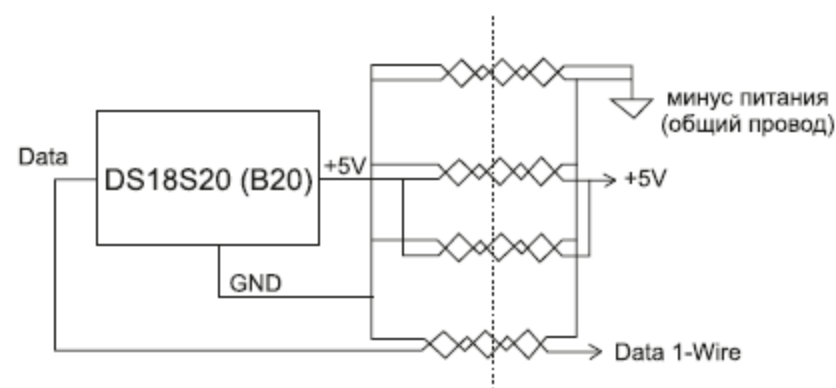 Data
DS18S20 (B20)
+5V
GND
минус питания
(общий провод)
+5V
Data 1-Wire